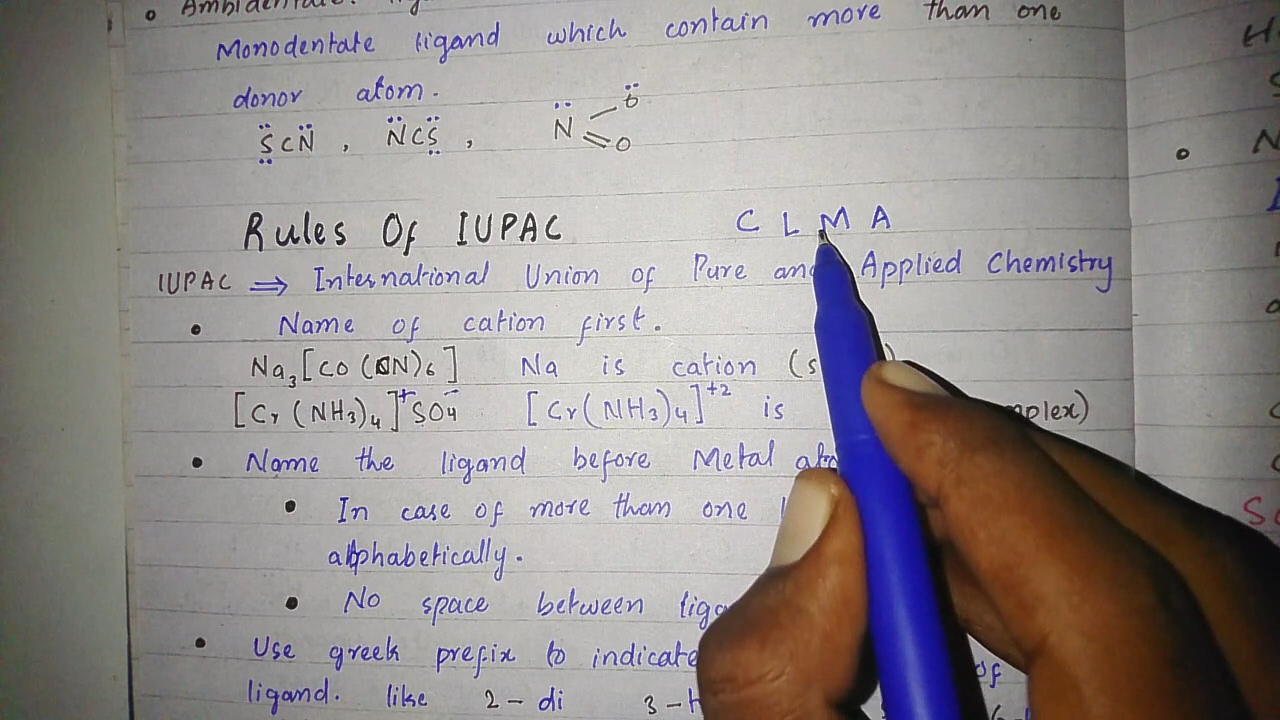 Ambidentate:
Monodentate ligand which contain more than one
donor atom.
SCN , NCS , N O O
Rules Of IUPAC C L M A
IUPAC ⇒ International Union of Pure and Applied Chemistry
• Name of cation first.
Na3[Co(CN)6] Na is cation
[Cr(NH3)4]+SO4- [Cr(NH3)4]+2 is
• Name the ligand before Metal
• In case of more than one
alphabetically.
• No space between
• Use greek prefix to indicate of
ligand. like 2 - di 3 -